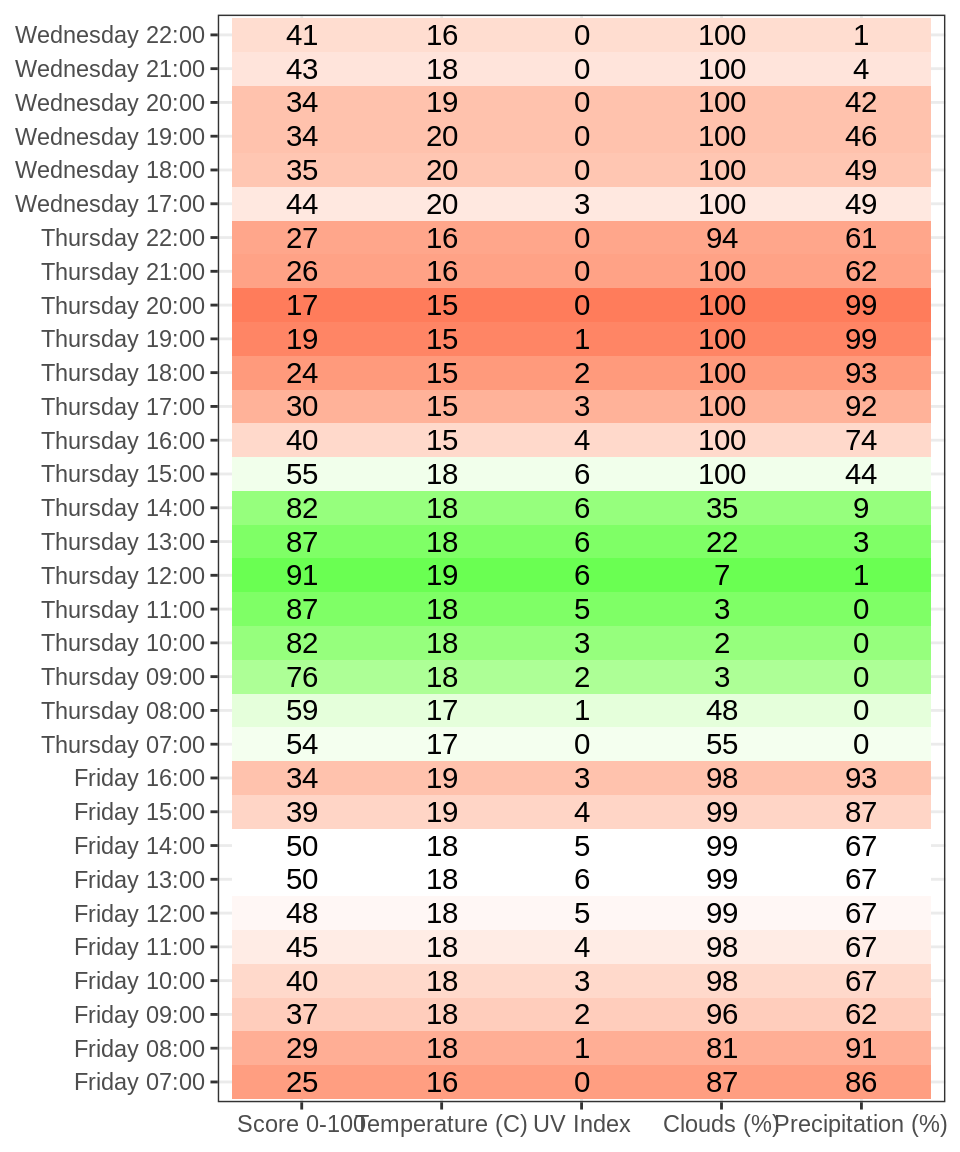 Wednesday 22:00 41 16 0 100 1
Wednesday 21:00 43 18 0 100 4
Wednesday 20:00 34 19 0 100 42
Wednesday 19:00 34 20 0 100 46
Wednesday 18:00 35 20 0 100 49
Wednesday 17:00 44 20 3 100 49
Thursday 22:00 27 16 0 94 61
Thursday 21:00 26 16 0 100 62
Thursday 20:00 17 15 0 100 99
Thursday 19:00 19 15 1 100 99
Thursday 18:00 24 15 2 100 93
Thursday 17:00 30 15 3 100 92
Thursday 16:00 40 15 4 100 74
Thursday 15:00 55 18 6 100 44
Thursday 14:00 82 18 6 35 9
Thursday 13:00 87 18 6 22 3
Thursday 12:00 91 19 6 7 1
Thursday 11:00 87 18 5 3 0
Thursday 10:00 82 18 3 2 0
Thursday 09:00 76 18 2 3 0
Thursday 08:00 59 17 1 48 0
Thursday 07:00 54 17 0 55 0
Friday 16:00 34 19 3 98 93
Friday 15:00 39 19 4 99 87
Friday 14:00 50 18 5 99 67
Friday 13:00 50 18 6 99 67
Friday 12:00 48 18 5 99 67
Friday 11:00 45 18 4 98 67
Friday 10:00 40 18 3 98 67
Friday 09:00 37 18 2 96 62
Friday 08:00 29 18 1 81 91
Friday 07:00 25 16 0 87 86
Score 0-100 Temperature (C) UV Index Clouds (%) Precipitation (%)